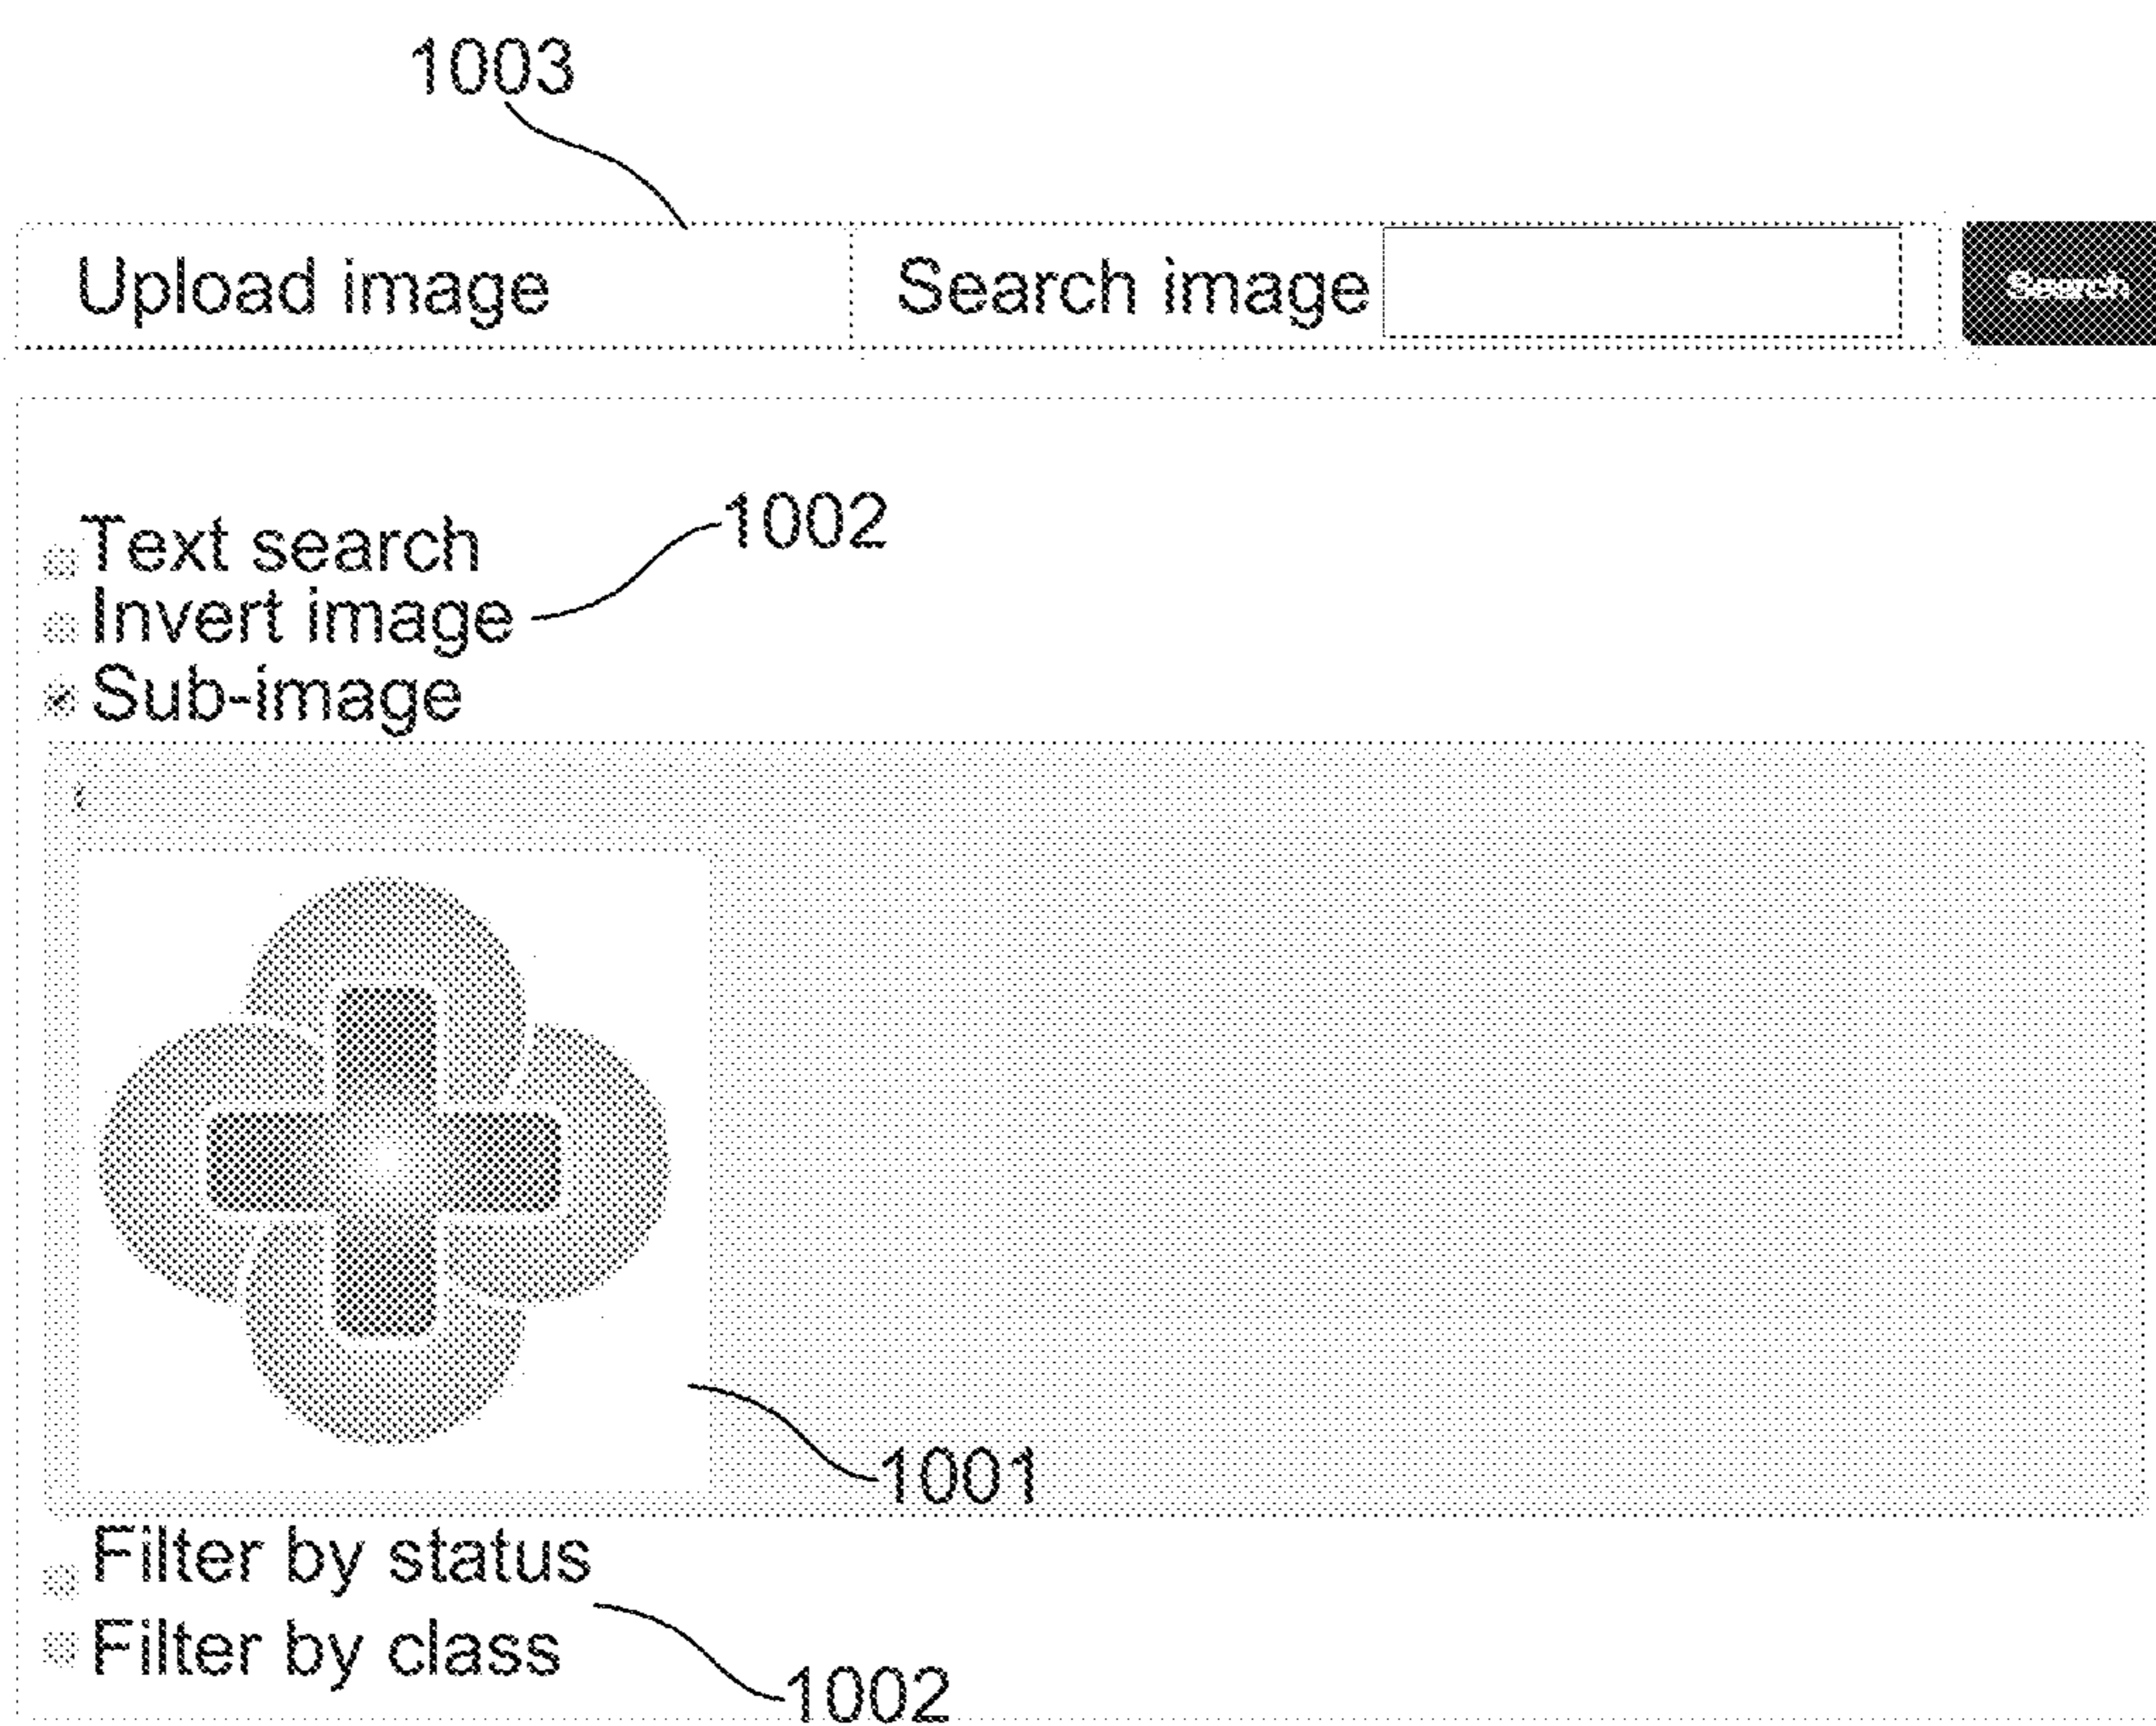 1003
Upload image Search image Search
Text search
1002
Invert image
Sub-image
1001
Filter by status
Filter by class
1002